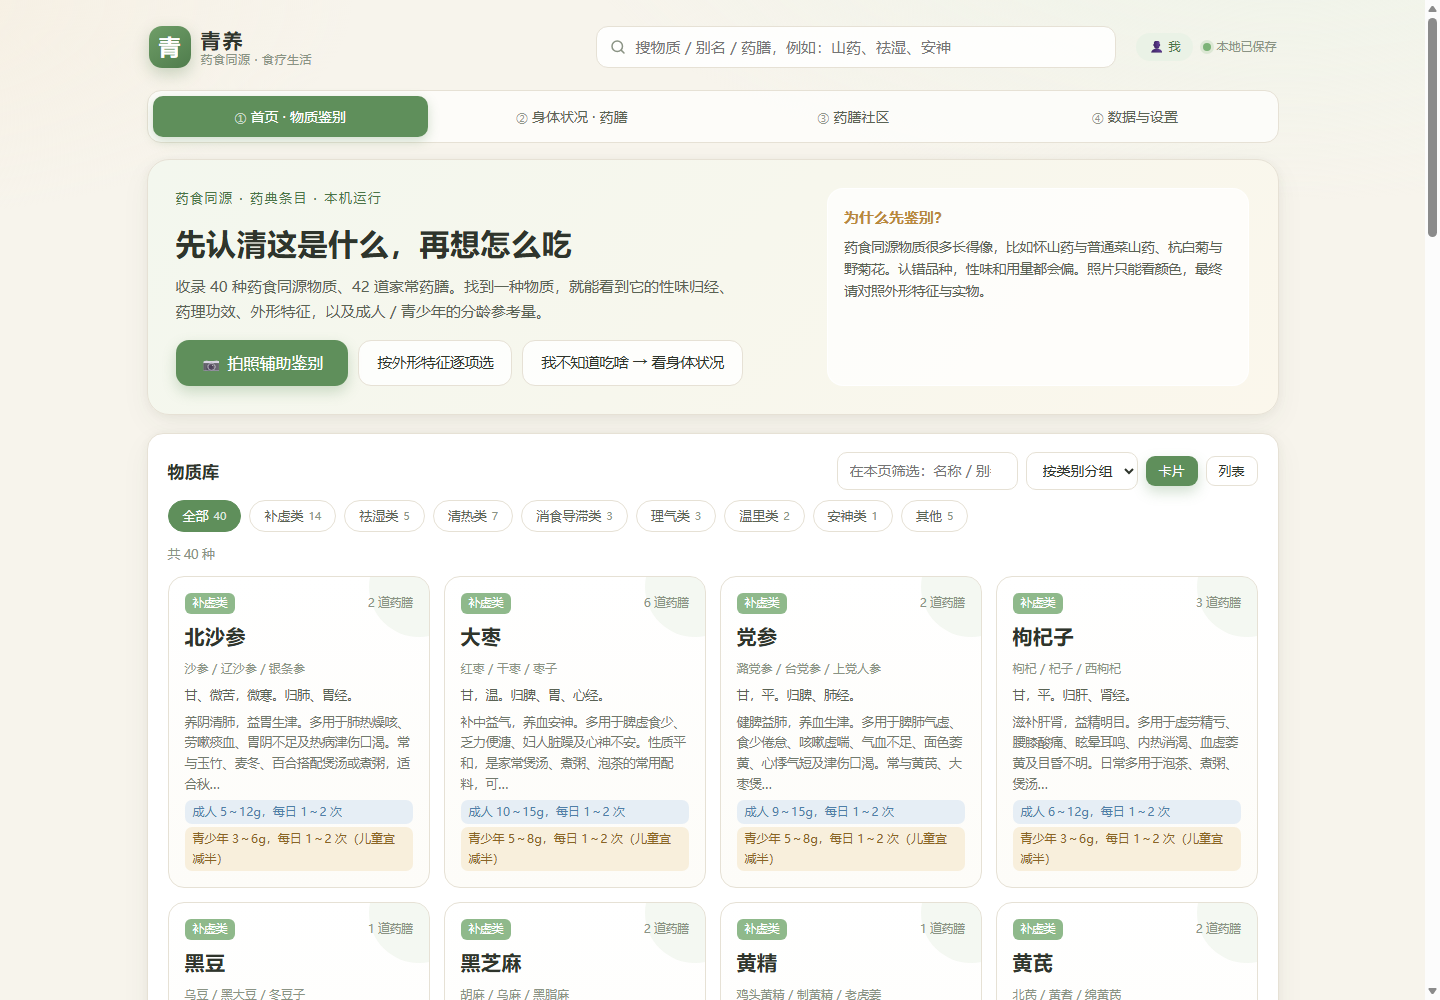 青
青养
药食同源 · 食疗生活
搜物质 / 别名 / 药膳，例如：山药、祛湿、安神
我
本地已保存
① 首页 · 物质鉴别
② 身体状况 · 药膳
③ 药膳社区
④ 数据与设置
药食同源 · 药典条目 · 本机运行
先认清这是什么，再想怎么吃
收录 40 种药食同源物质、42 道家常药膳。找到一种物质，就能看到它的性味归经、
药理功效、外形特征，以及成人 / 青少年的分龄参考量。
拍照辅助鉴别
按外形特征逐项选
我不知道吃啥 → 看身体状况
为什么先鉴别？
药食同源物质很多长得像，比如怀山药与普通菜山药、杭白菊与
野菊花。认错品种，性味和用量都会偏。照片只能看颜色，最终
请对照外形特征与实物。
物质库
在本页筛选：名称 / 别
按类别分组
卡片
列表
全部 40
补虚类 14
祛湿类 5
清热类 7
消食导滞类 3
理气类 3
温里类 2
安神类 1
其他 5
共 40 种
补虚类
2 道药膳
北沙参
沙参 / 辽沙参 / 银条参
甘、微苦，微寒。归肺、胃经。
养阴清肺，益胃生津。多用于肺热燥咳、
劳嗽痰血、胃阴不足及热病津伤口渴。常
与玉竹、麦冬、百合搭配煲汤或煮粥，适
合秋...
成人 5～12g，每日 1～2 次
青少年 3～6g，每日 1～2 次（儿童宜
减半）
补虚类
6 道药膳
大枣
红枣 / 干枣 / 枣子
甘，温。归脾、胃、心经。
补中益气，养血安神。多用于脾虚食少、
乏力便溏、妇人脏躁及心神不安。性质平
和，是家常煲汤、煮粥、泡茶的常用配
料，可...
成人 10～15g，每日 1～2 次
青少年 5～8g，每日 1～2 次（儿童宜
减半）
补虚类
2 道药膳
党参
潞党参 / 台党参 / 上党人参
甘，平。归脾、肺经。
健脾益肺，养血生津。多用于脾肺气虚、
食少倦怠、咳嗽虚喘、气血不足、面色萎
黄、心悸气短及津伤口渴。常与黄芪、大
枣煲...
成人 9～15g，每日 1～2 次
青少年 5～8g，每日 1～2 次（儿童宜
减半）
补虚类
3 道药膳
枸杞子
枸杞 / 杞子 / 西枸杞
甘，平。归肝、肾经。
滋补肝肾，益精明目。多用于虚劳精亏、
腰膝酸痛、眩晕耳鸣、内热消渴、血虚萎
黄及目昏不明。日常多用于泡茶、煮粥、
煲汤...
成人 6～12g，每日 1～2 次
青少年 3～6g，每日 1～2 次（儿童宜
减半）
补虚类
1 道药膳
黑豆
乌豆 / 黑大豆 / 冬豆子
补虚类
2 道药膳
黑芝麻
胡麻 / 乌麻 / 黑脂麻
补虚类
1 道药膳
黄精
鸡头黄精 / 制黄精 / 老虎姜
补虚类
2 道药膳
黄芪
北芪 / 黄耆 / 绵黄芪